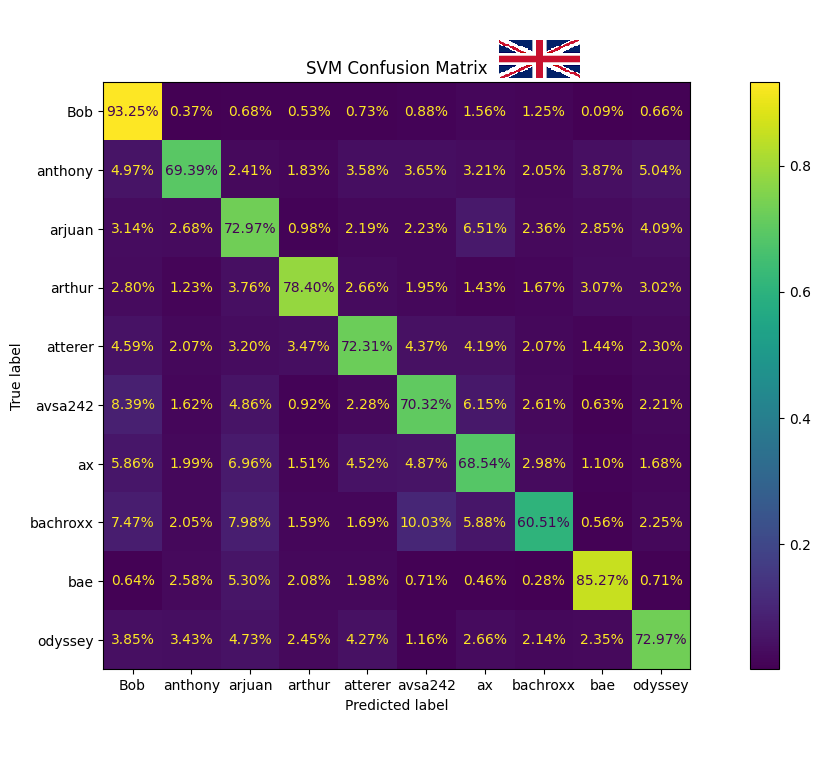 SVM Confusion Matrix
Bob 93.25% 0.37% 0.68% 0.53% 0.73% 0.88% 1.56% 1.25% 0.09% 0.66%
anthony 4.97% 69.39% 2.41% 1.83% 3.58% 3.65% 3.21% 2.05% 3.87% 5.04%
arjuan 3.14% 2.68% 72.97% 0.98% 2.19% 2.23% 6.51% 2.36% 2.85% 4.09%
arthur 2.80% 1.23% 3.76% 78.40% 2.66% 1.95% 1.43% 1.67% 3.07% 3.02%
atterer 4.59% 2.07% 3.20% 3.47% 72.31% 4.37% 4.19% 2.07% 1.44% 2.30%
avsa242 8.39% 1.62% 4.86% 0.92% 2.28% 70.32% 6.15% 2.61% 0.63% 2.21%
ax 5.86% 1.99% 6.96% 1.51% 4.52% 4.87% 68.54% 2.98% 1.10% 1.68%
bachroxx 7.47% 2.05% 7.98% 1.59% 1.69% 10.03% 5.88% 60.51% 0.56% 2.25%
bae 0.64% 2.58% 5.30% 2.08% 1.98% 0.71% 0.46% 0.28% 85.27% 0.71%
odyssey 3.85% 3.43% 4.73% 2.45% 4.27% 1.16% 2.66% 2.14% 2.35% 72.97%
Bob anthony arjuan arthur atterer avsa242 ax bachroxx bae odyssey
Predicted label
True label
0.8
0.6
0.4
0.2